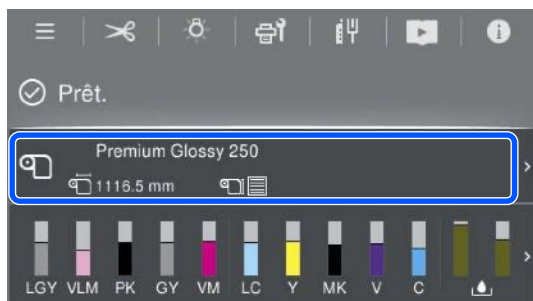 Prêt.
Premium Glossy 250
1116.5 mm
LGY VLM PK GY VM LC Y MK V C